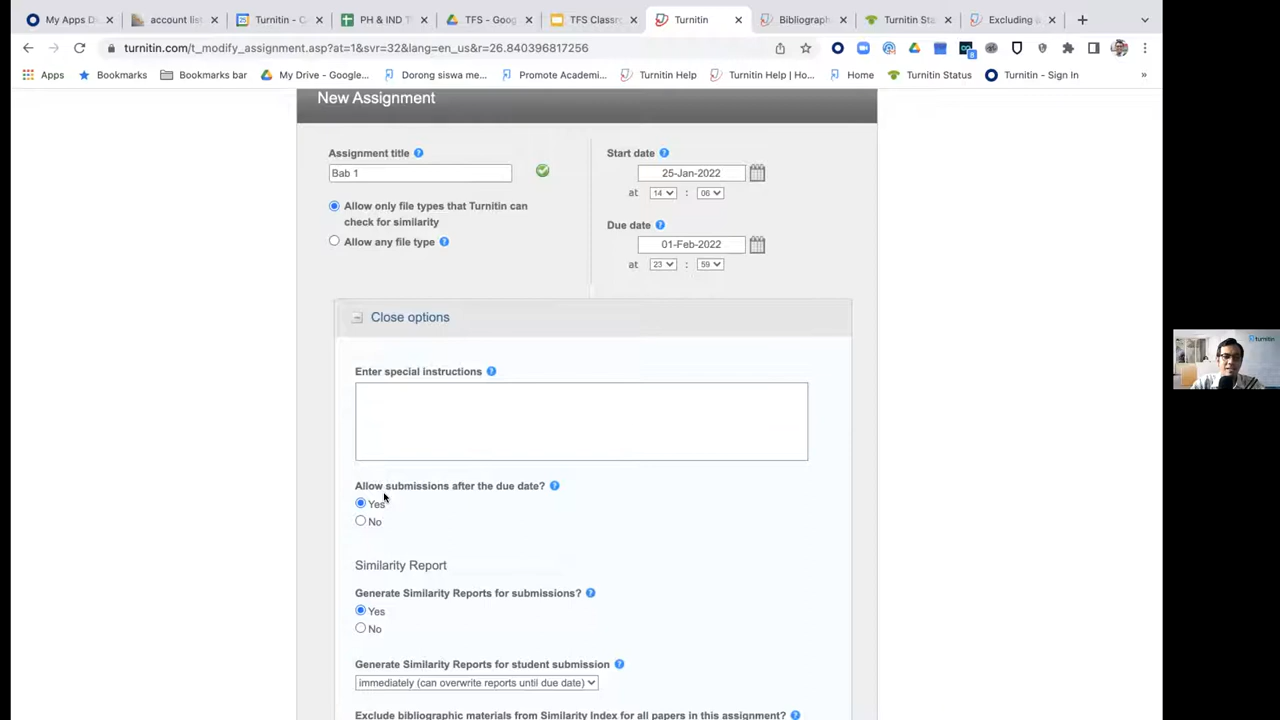 My Apps D
account list
Turnitin - C
PH & IND T
TFS - Goog
TFS Classro
Turnitin
Bibliograph
Turnitin Sta
Excluding i
turnitin.com/t_modify_assignment.asp?at=1&svr=32&lang=en_us&r=26.840396817256
8
Apps
Bookmarks
Bookmarks bar
My Drive - Google...
Dorong siswa me...
Promote Academi...
Turnitin Help
Turnitin Help | Ho...
Home
Turnitin Status
Turnitin - Sign In
»
New Assignment
Assignment title ?
Bab 1
Allow only file types that Turnitin can
check for similarity
Allow any file type ?
Start date ?
25-Jan-2022
at 14 : 06
Due date ?
01-Feb-2022
at 23 : 59
Close options
Enter special instructions ?
Allow submissions after the due date? ?
Yes
No
Similarity Report
Generate Similarity Reports for submissions? ?
Yes
No
Generate Similarity Reports for student submission ?
immediately (can overwrite reports until due date)
Exclude bibliographic materials from Similarity Index for all papers in this assignment? ?
turnitin